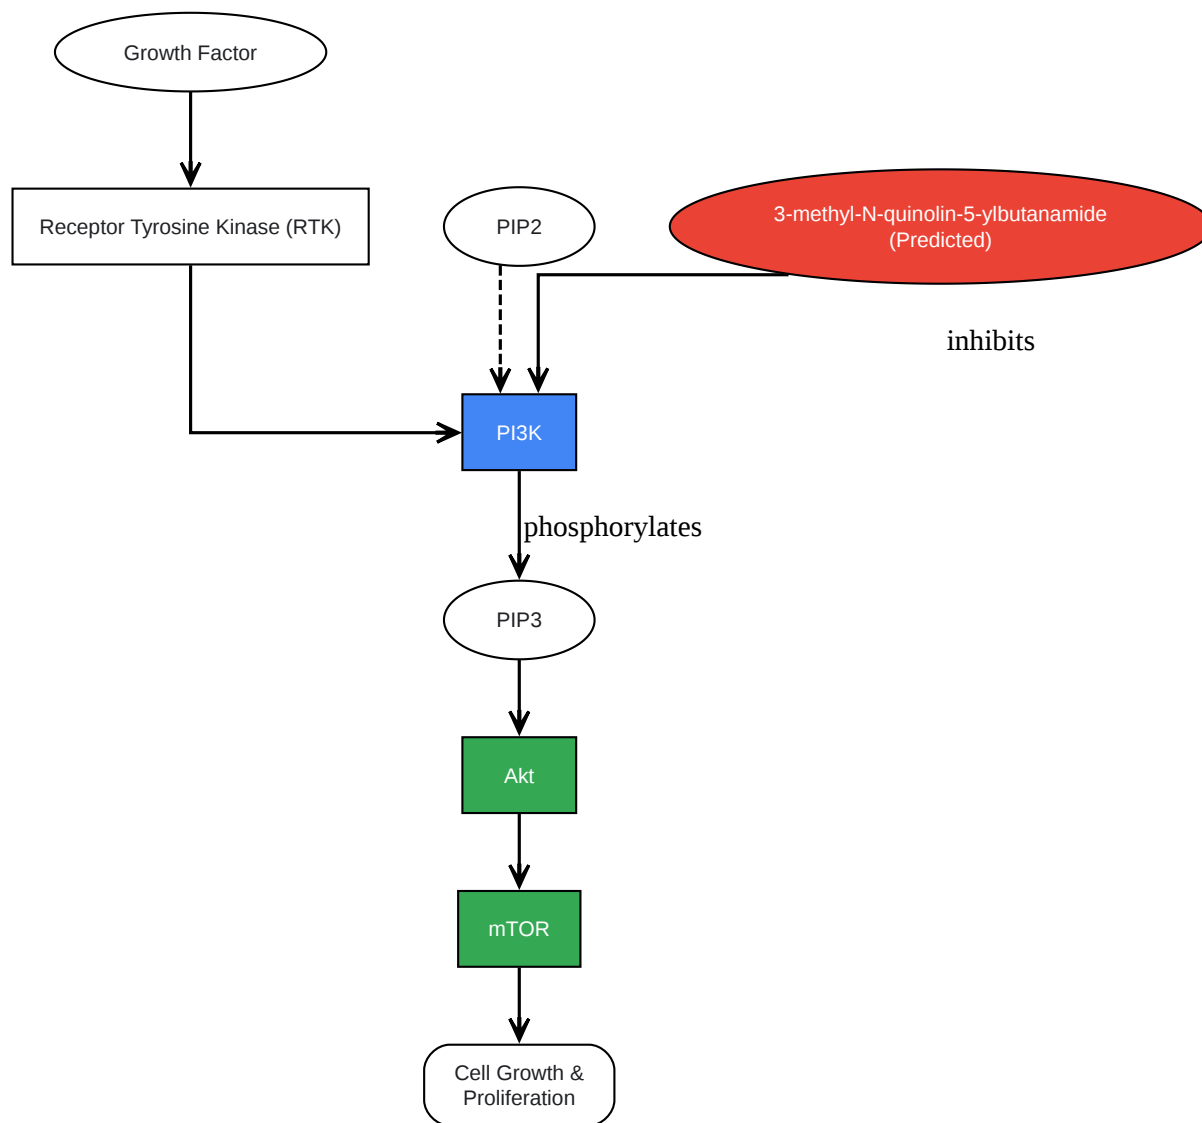 Growth Factor
Receptor Tyrosine Kinase (RTK)
PIP2
3-methyl-N-quinolin-5-ylbutanamide
(Predicted)
inhibits
PI3K
phosphorylates
PIP3
Akt
mTOR
Cell Growth &
Proliferation